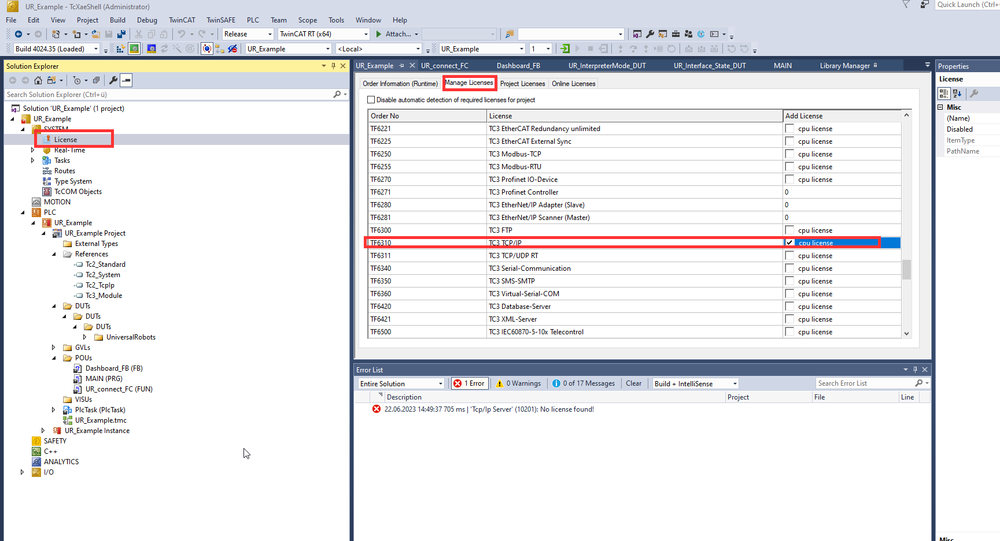 UR_Example - TcXaeShell (Administrator)
Quick Launch (Ctrl+
File Edit View Project Build Debug TwinCAT TwinSAFE PLC Team Scope Tools Window Help
Release TwinCAT RT (x64) Attach...
Build 4024.35 (Loaded) UR_Example <Local> UR_Example 1
Solution Explorer
Search Solution Explorer (Ctrl+ü)
Solution 'UR_Example' (1 project)
UR_Example
SYSTEM
License
Real-Time
Tasks
Routes
Type System
TcCOM Objects
MOTION
PLC
UR_Example
UR_Example Project
External Types
References
Tc2_Standard
Tc2_System
Tc2_TcpIp
Tc3_Module
DUTs
DUTs
DUTs
UniversalRobots
GVLs
POUs
Dashboard_FB (FB)
MAIN (PRG)
UR_connect_FC (FUN)
VISUs
PlcTask (PlcTask)
UR_Example.tmc
UR_Example Instance
SAFETY
C++
ANALYTICS
I/O
UR_Example UR_connect_FC Dashboard_FB UR_InterpreterMode_DUT UR_Interface_State_DUT MAIN Library Manager
Order Information (Runtime) Manage Licenses Project Licenses Online Licenses
Disable automatic detection of required licenses for project
Order No License Add License
TF6221 TC3 EtherCAT Redundancy unlimited cpu license
TF6225 TC3 EtherCAT External Sync cpu license
TF6250 TC3 Modbus-TCP cpu license
TF6255 TC3 Modbus-RTU cpu license
TF6270 TC3 Profinet IO-Device cpu license
TF6271 TC3 Profinet Controller 0
TF6280 TC3 EtherNet/IP Adapter (Slave) 0
TF6281 TC3 EtherNet/IP Scanner (Master) 0
TF6300 TC3 FTP cpu license
TF6310 TC3 TCP/IP cpu license
TF6311 TC3 TCP/UDP RT cpu license
TF6340 TC3 Serial-Communication cpu license
TF6350 TC3 SMS-SMTP cpu license
TF6360 TC3 Virtual-Serial-COM cpu license
TF6420 TC3 Database-Server cpu license
TF6421 TC3 XML-Server cpu license
TF6500 TC3 IEC60870-5-10x Telecontrol cpu license
Error List
Entire Solution 1 Error 0 Warnings 0 of 17 Messages Clear Build + IntelliSense Search Error List
Description Project File Line
22.06.2023 14:49:37 705 ms | 'Tcp/Ip Server' (10201): No license found!
Properties
License
Misc
(Name)
Disabled
ItemType
PathName
Misc